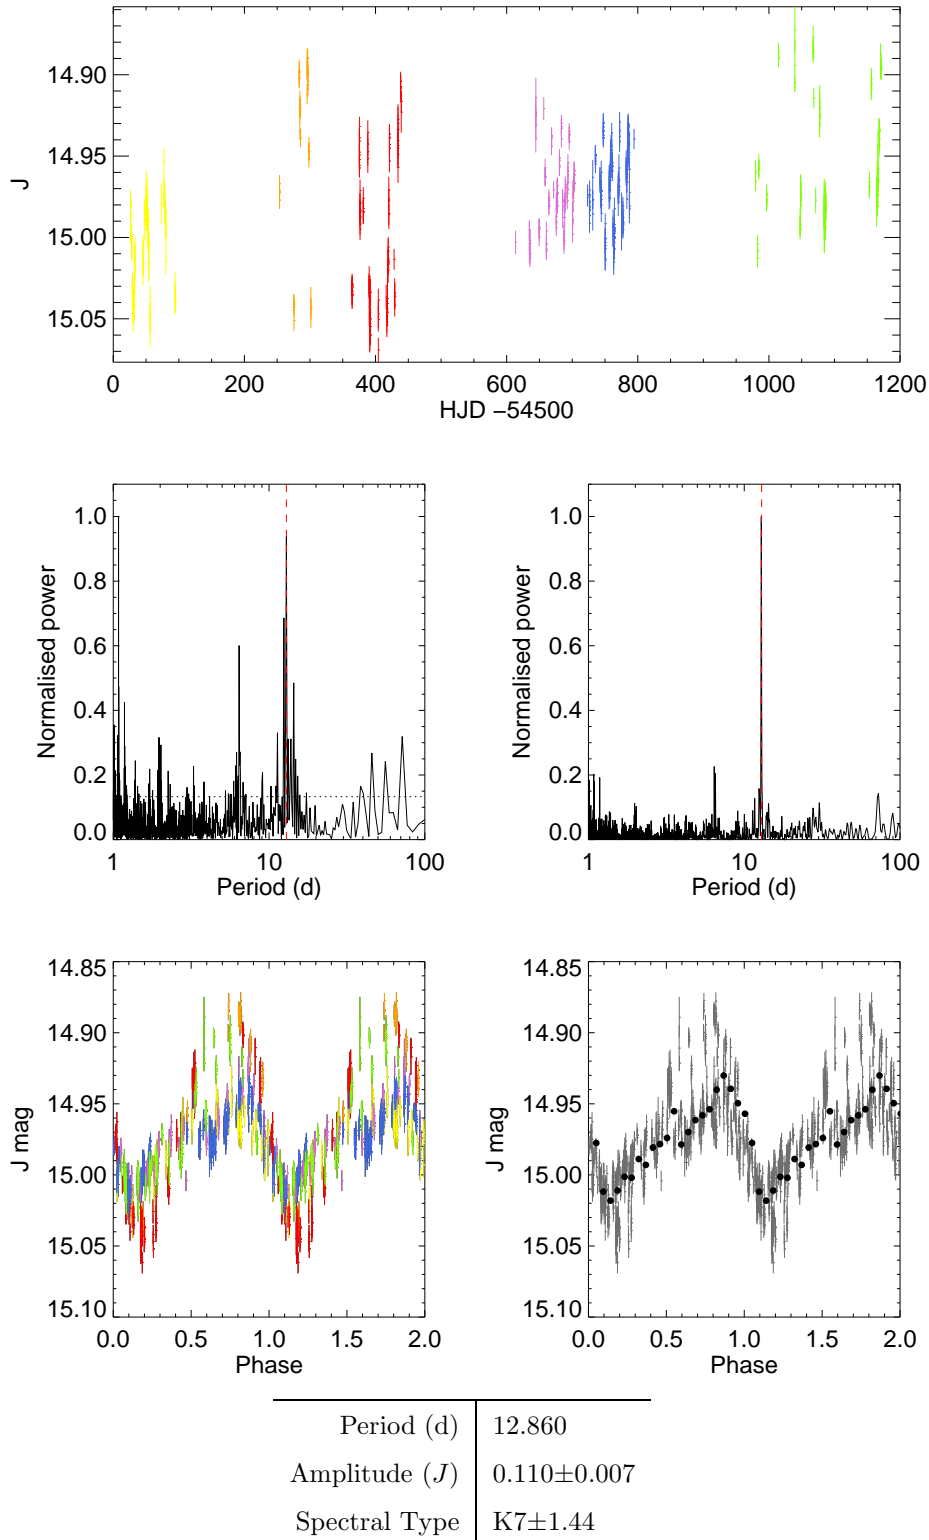 14.90
14.95
15.00
15.05
J
0 200 400 600 800 1000 1200
HJD −54500
1.0
0.8
0.6
0.4
0.2
0.0
Normalised power
1 10 100
Period (d)
1.0
0.8
0.6
0.4
0.2
0.0
Normalised power
1 10 100
Period (d)
14.85
14.90
14.95
15.00
15.05
15.10
J mag
0.0 0.5 1.0 1.5 2.0
Phase
14.85
14.90
14.95
15.00
15.05
15.10
J mag
0.0 0.5 1.0 1.5 2.0
Phase
Period (d) 12.860
Amplitude (J) 0.110±0.007
Spectral Type K7±1.44